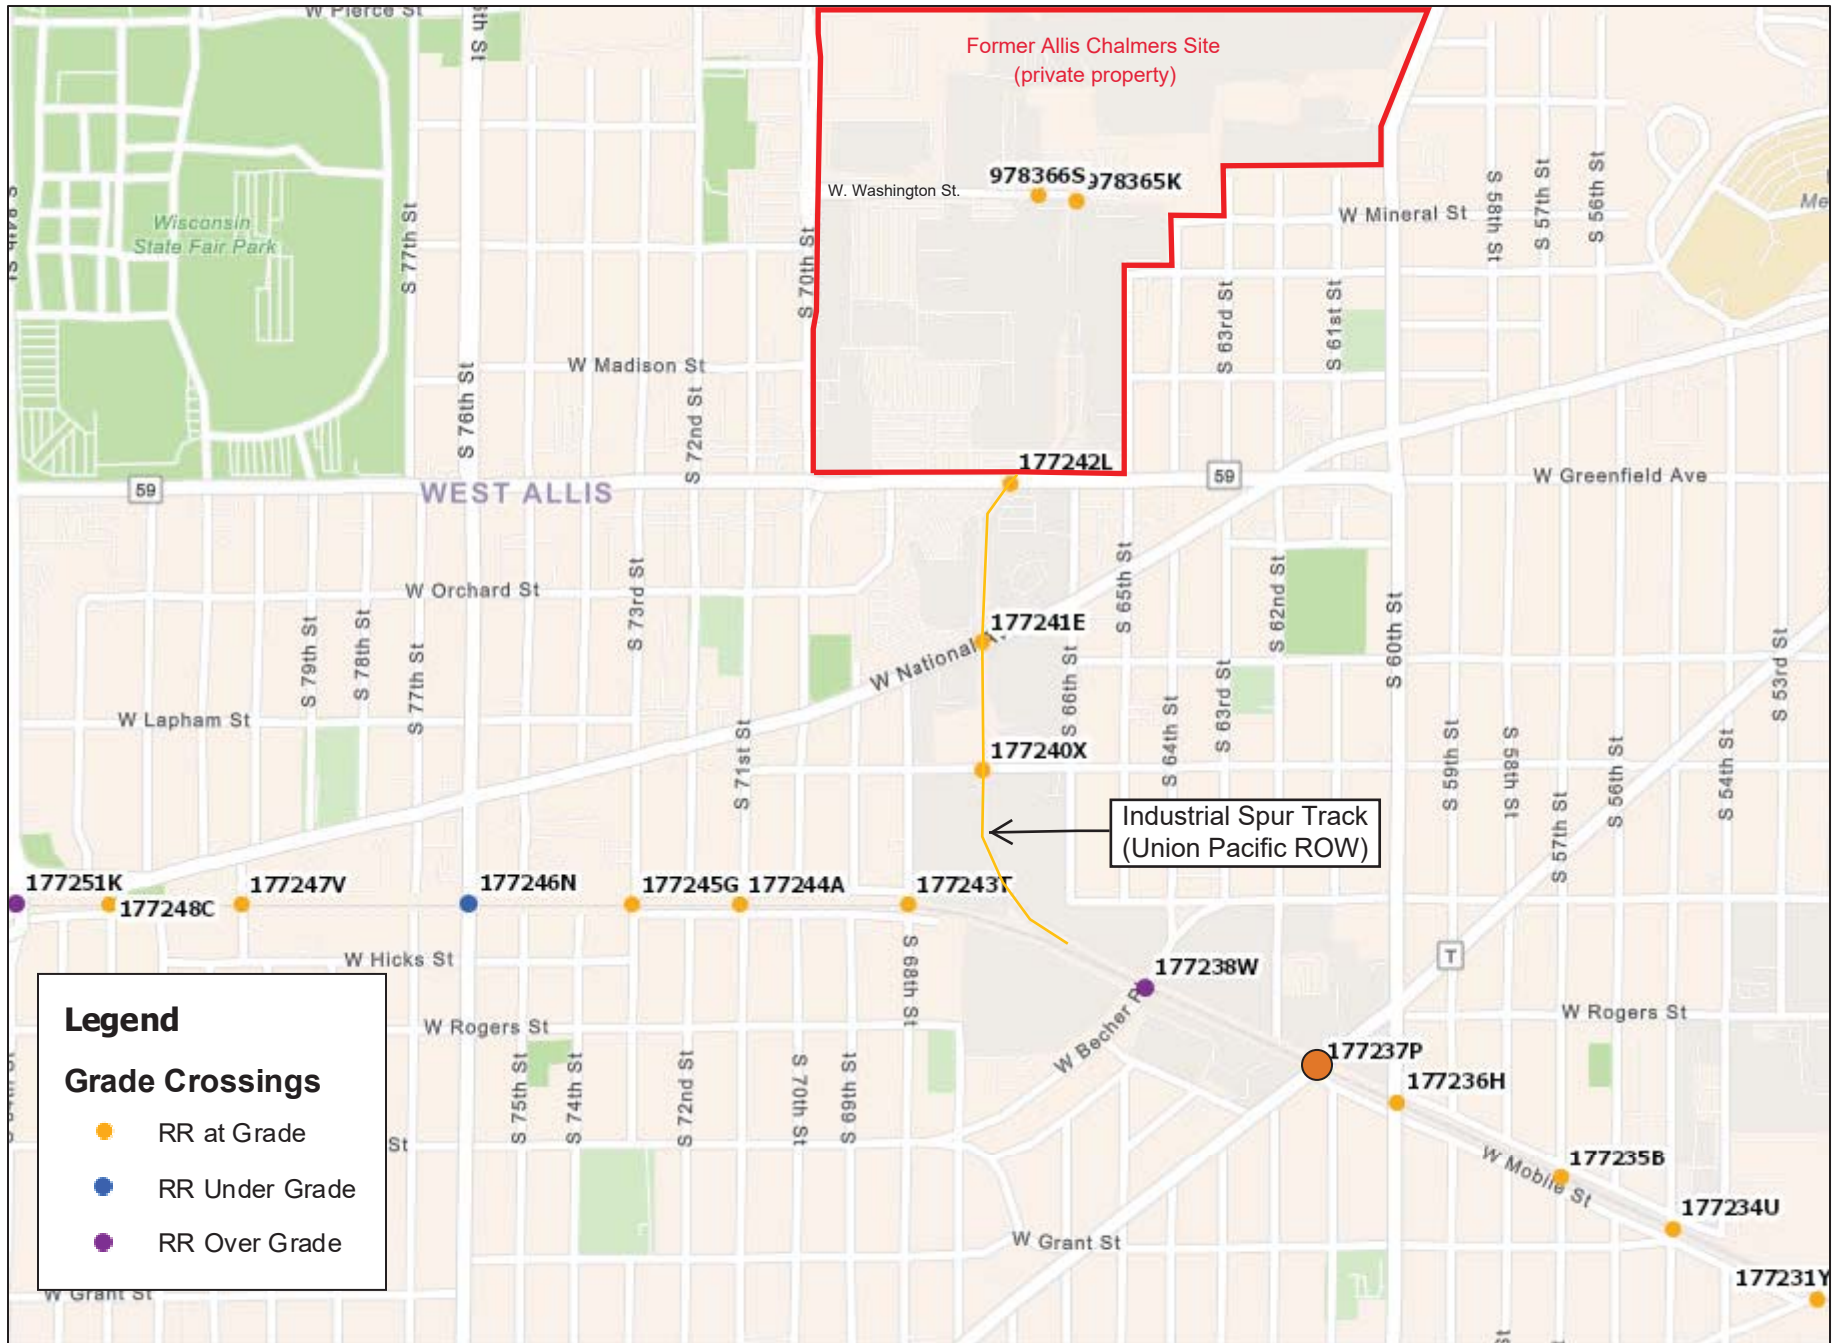 W Pierce St
Former Allis Chalmers Site
(private property)
978366S
978365K
W. Washington St.
W Mineral St
S 58th St
S 57th St
S 56th St
Me
Wisconsin
State Fair Park
S 77th St
S 70th St
S 63rd St
S 61st St
W Madison St
S 76th St
S 72nd St
177242L
59
WEST ALLIS
59
W Greenfield Ave
W Orchard St
S 73rd St
S 65th St
S 62nd St
S 60th St
S 79th St
S 78th St
S 77th St
177241E
W National
S 66th St
S 64th St
S 63rd St
S 53rd St
W Lapham St
S 71st St
177240X
S 59th St
S 58th St
S 57th St
S 56th St
S 54th St
Industrial Spur Track
(Union Pacific ROW)
177251K
177248C
177247V
177246N
177245G
177244A
177243T
W Hicks St
S 68th St
177238W
T
W Becher Pl
W Rogers St
W Rogers St
177237P
177236H
S 75th St
S 74th St
S 72nd St
S 70th St
S 69th St
St
177235B
W Mobile St
177234U
W Grant St
177231Y
W Grant St
Legend
Grade Crossings
RR at Grade
RR Under Grade
RR Over Grade